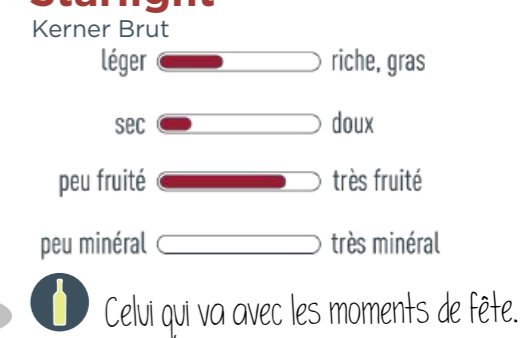 Starlight
Kerner Brut
léger riche, gras
sec doux
peu fruité très fruité
peu minéral très minéral
Celui qui va avec les moments de fête.